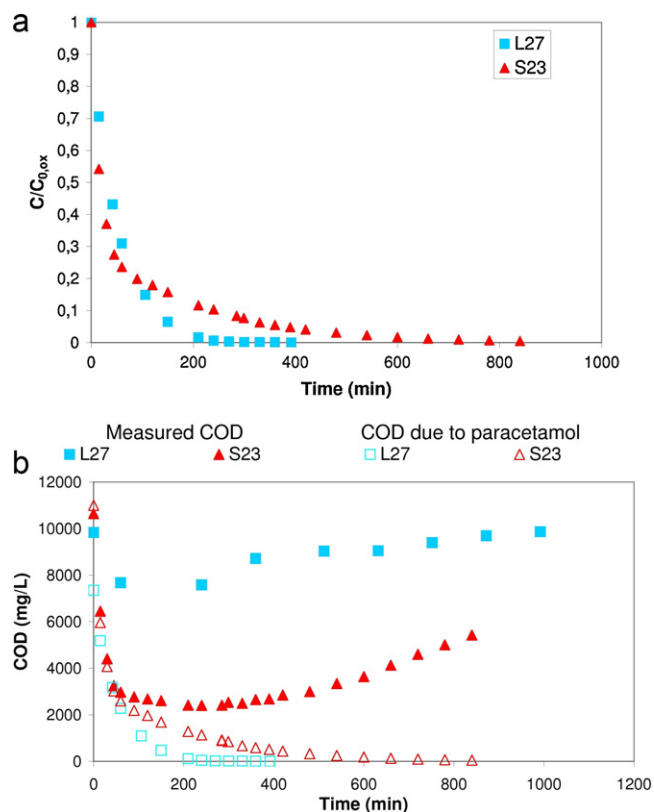 a
1
0,9
0,8
0,7
0,6
0,5
0,4
0,3
0,2
0,1
0
C/C0,ox
L27
S23
0 200 400 600 800 1000
Time (min)
b
Measured COD COD due to paracetamol
L27 S23 L27 S23
12000
10000
8000
6000
4000
2000
0
COD (mg/L)
0 200 400 600 800 1000 1200
Time (min)